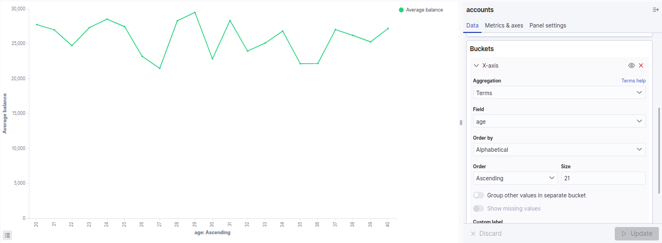 30,000
25,000
20,000
15,000
10,000
5,000
0
Average balance
20 21 22 23 24 25 26 27 28 29 30 31 32 33 34 35 36 37 38 39 40
age: Ascending
Average balance
accounts
Data Metrics & axes Panel settings
Buckets
X-axis
Aggregation Terms help
Terms
Field
age
Order by
Alphabetical
Order Size
Ascending 21
Group other values in separate bucket
Show missing values
Custom label
Discard Update